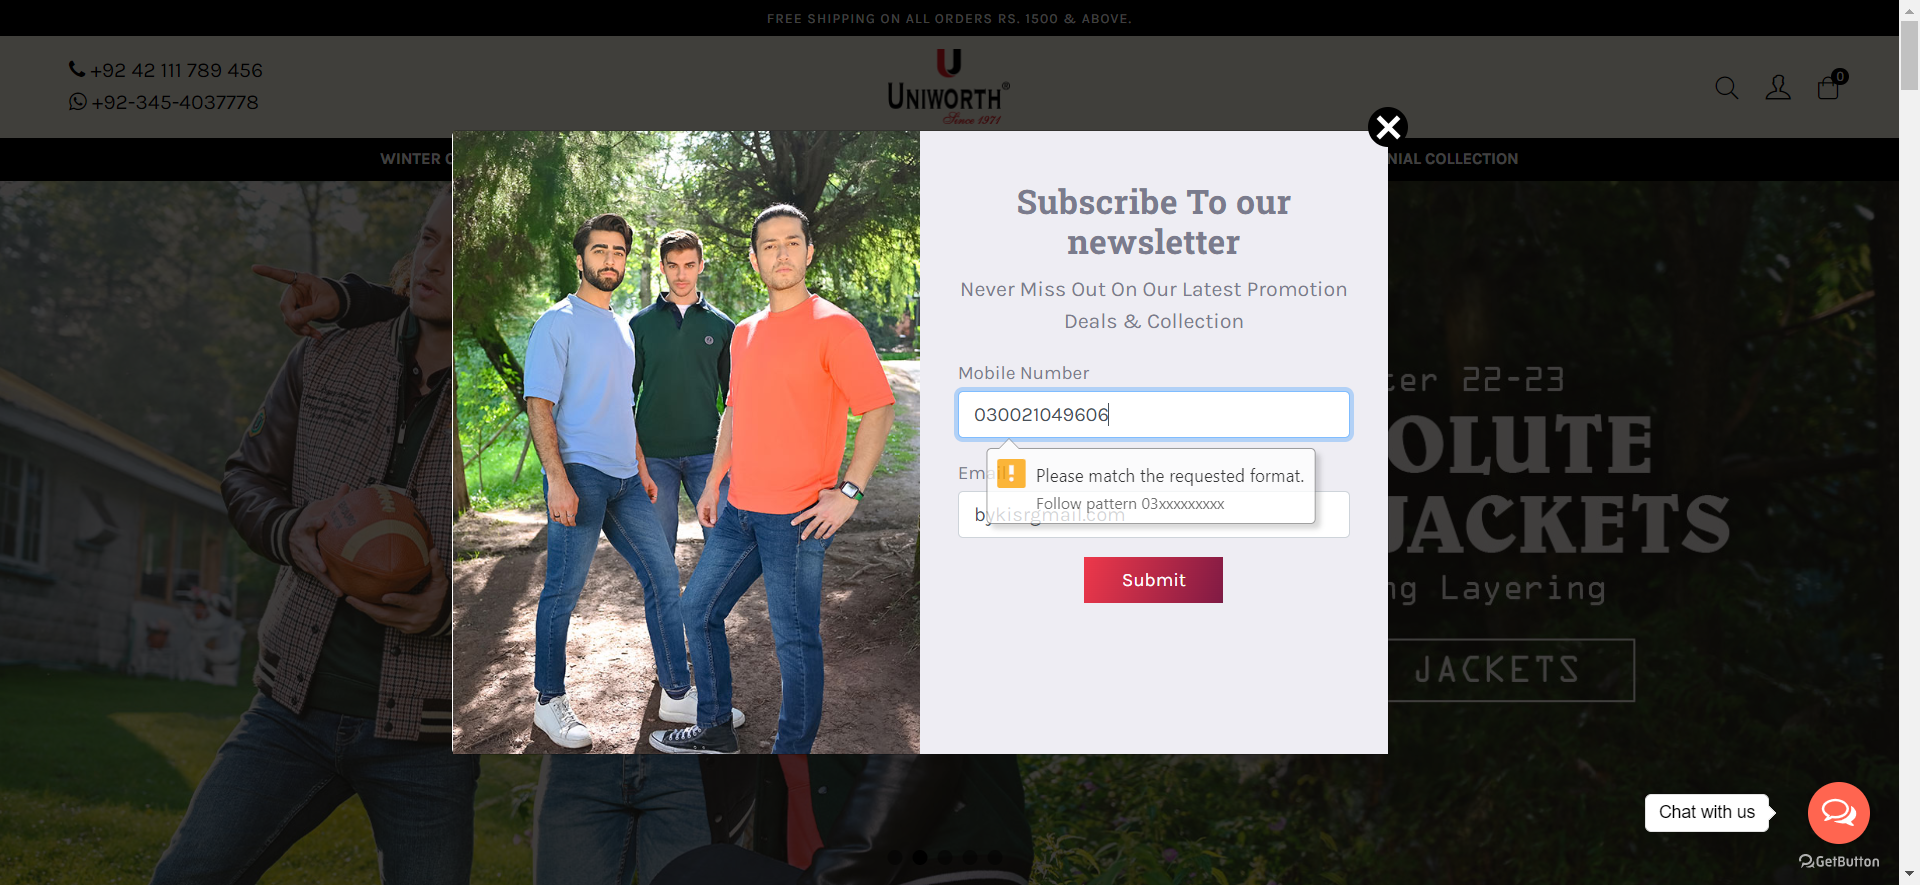 FREE SHIPPING ON ALL ORDERS RS. 1500 & ABOVE.
+92 42 111 789 456
+92-345-4037778
UNIWORTH®
Since 1971
0
WINTER
NIAL COLLECTION
Subscribe To our
newsletter
Never Miss Out On Our Latest Promotion
Deals & Collection
Mobile Number
030021049606
Email
Please match the requested format.
Follow pattern 03xxxxxxxxx
bykisrgmail.com
Submit
ter 22-23
OLUTE
JACKETS
ng Layering
JACKETS
Chat with us
GetButton